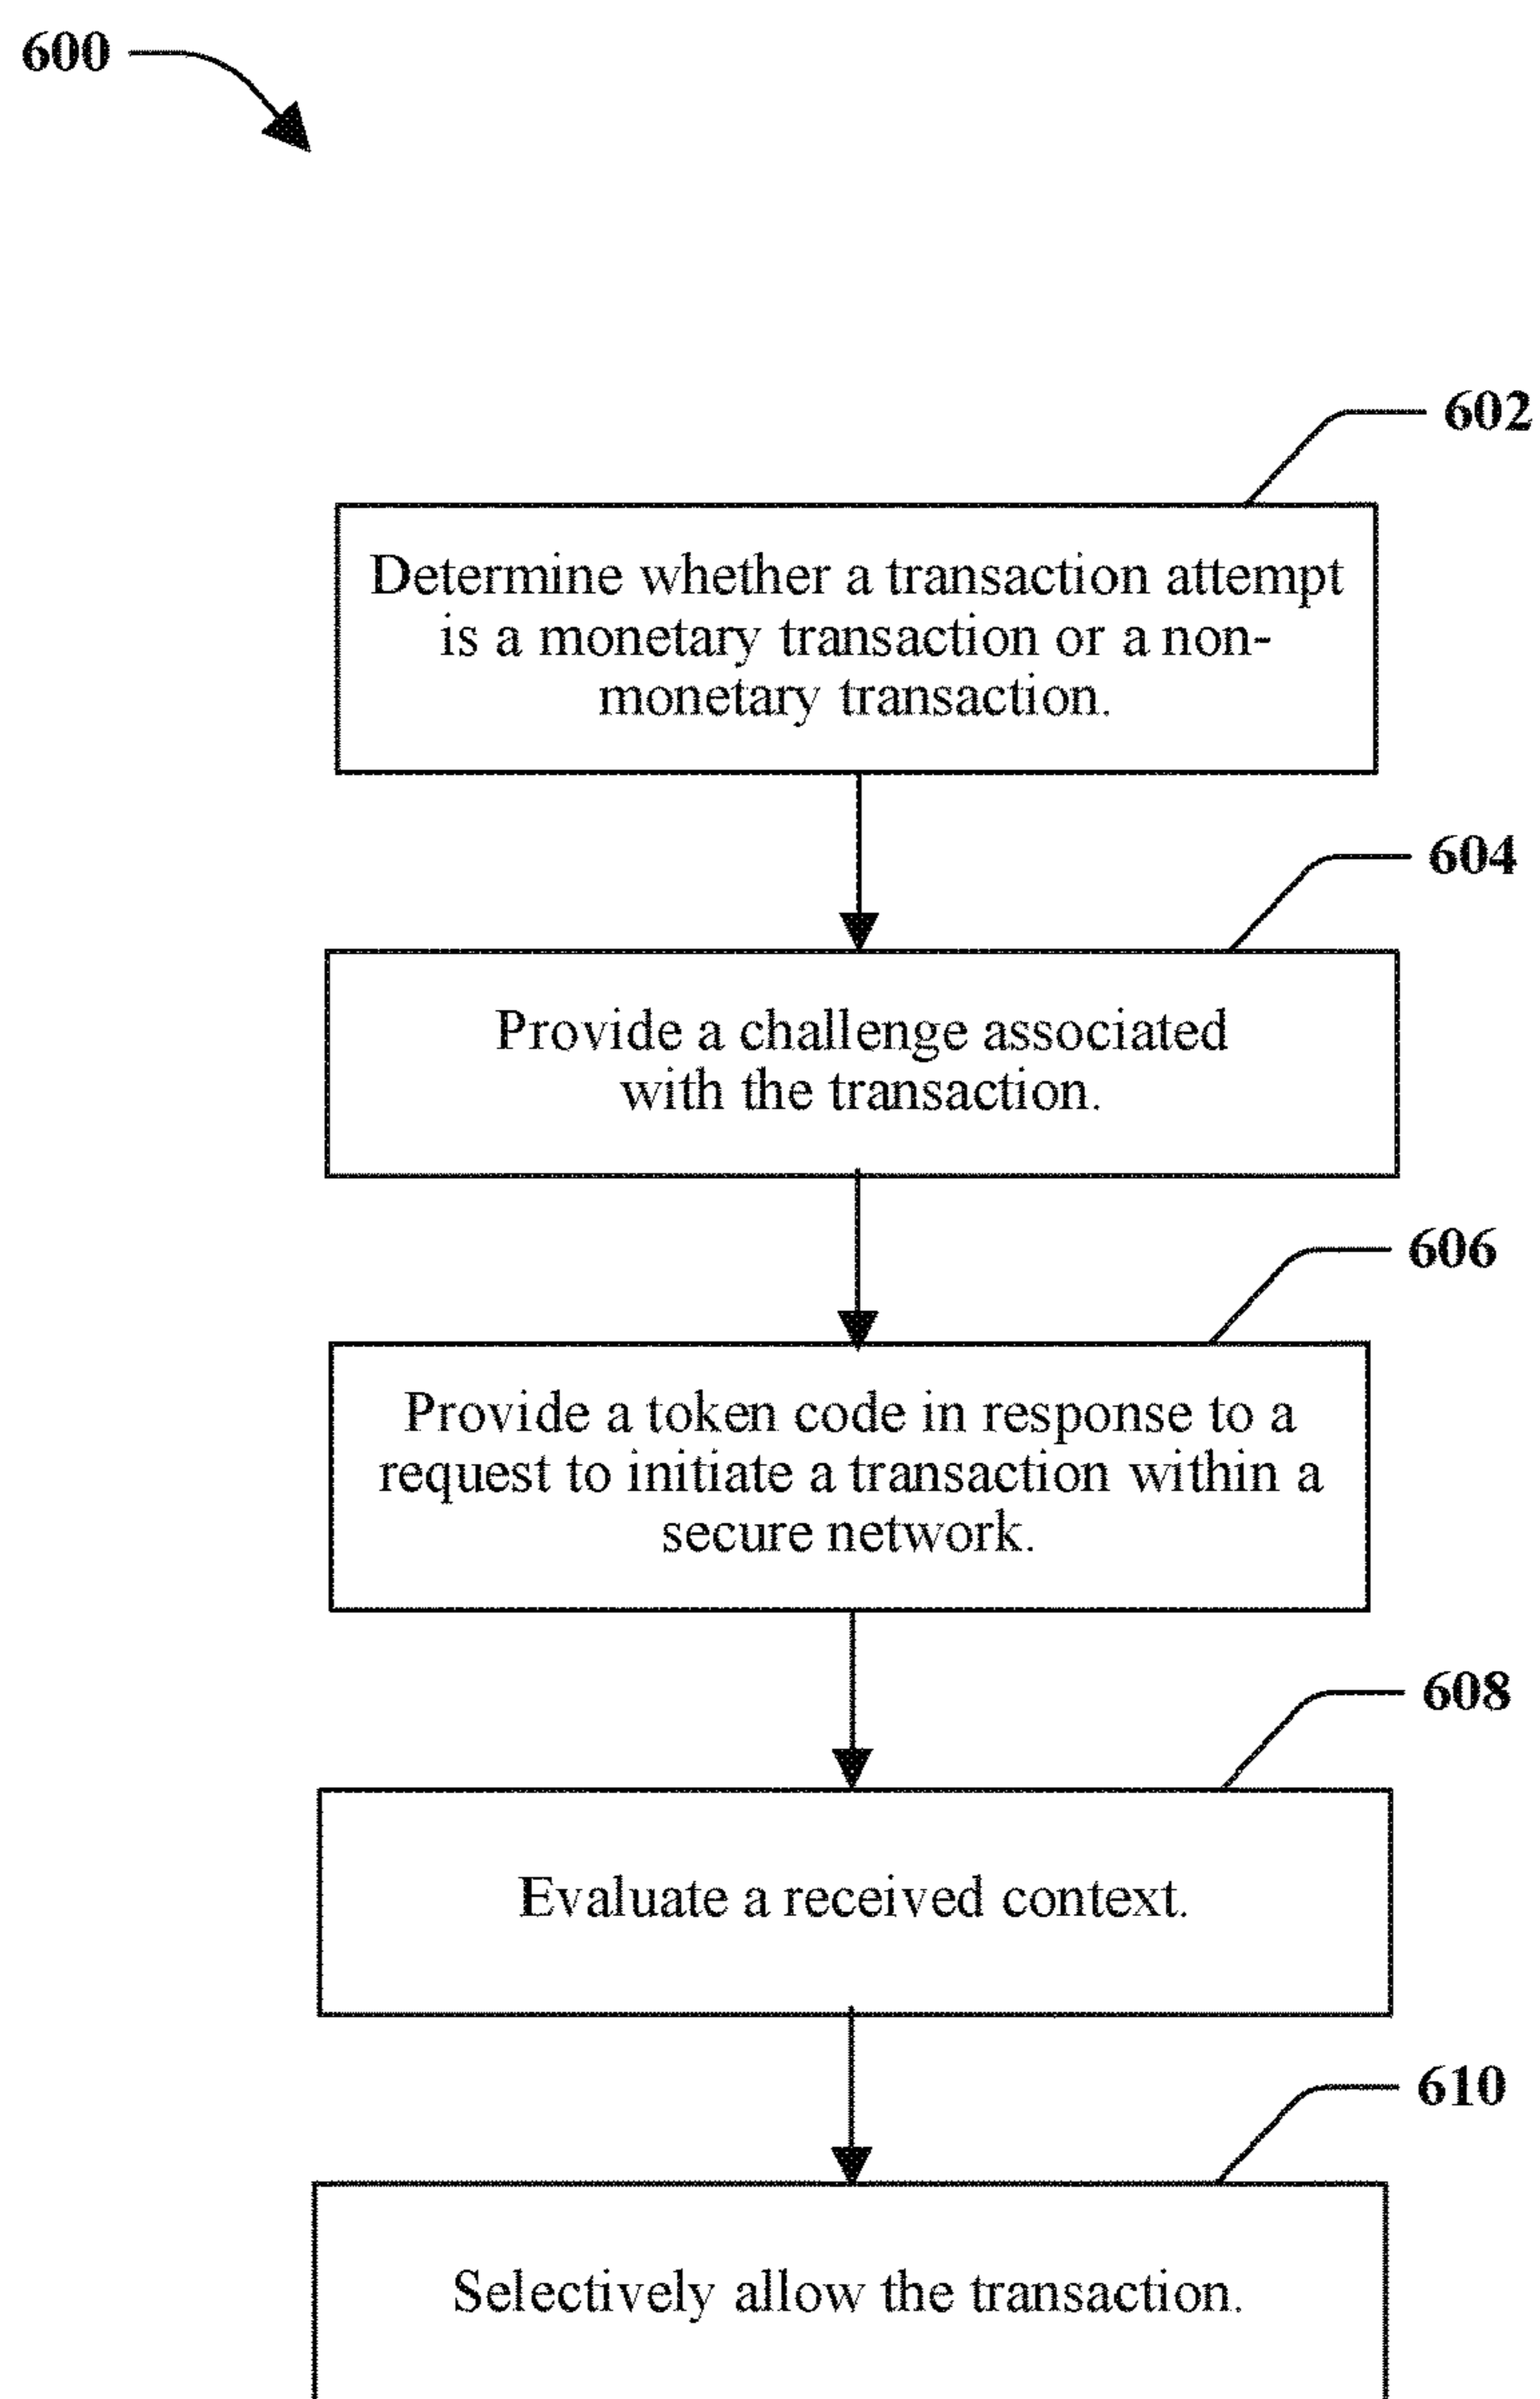 600
602
Determine whether a transaction attempt
is a monetary transaction or a non-
monetary transaction.
604
Provide a challenge associated
with the transaction.
606
Provide a token code in response to a
request to initiate a transaction within a
secure network.
608
Evaluate a received context.
610
Selectively allow the transaction.